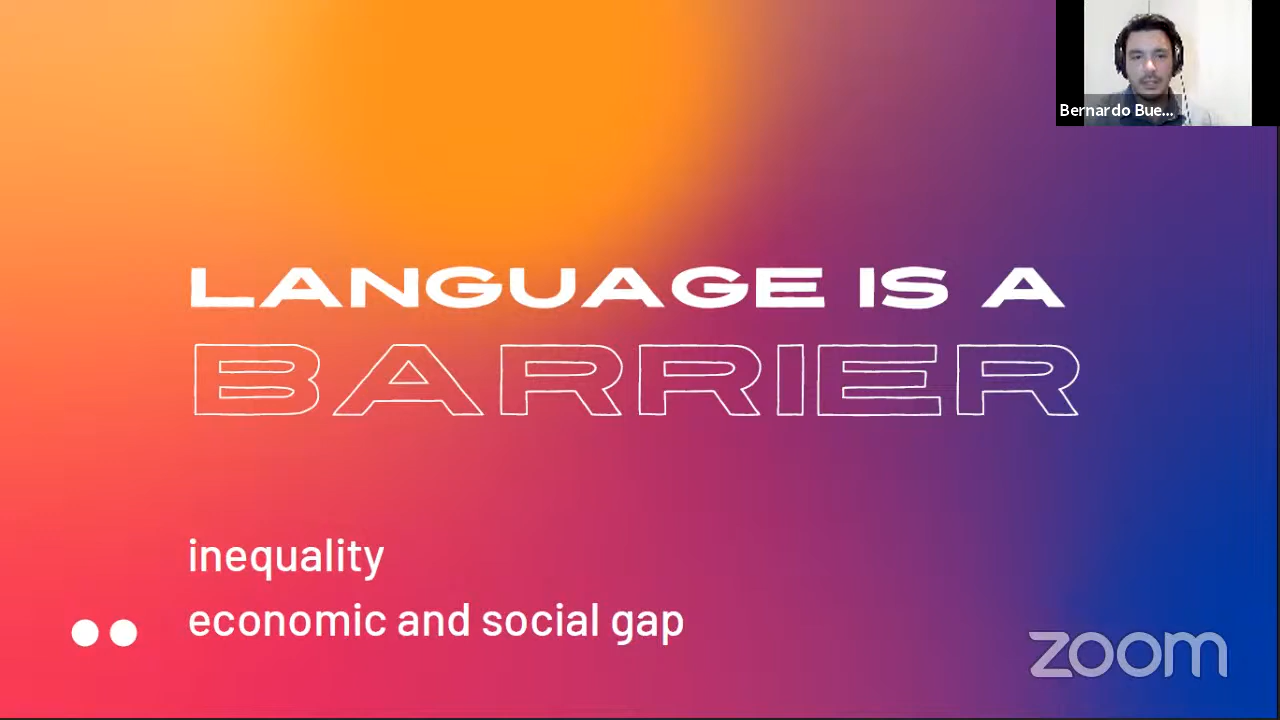 Bernardo Bue...
LANGUAGE IS A
BARRIER
inequality
economic and social gap
zoom